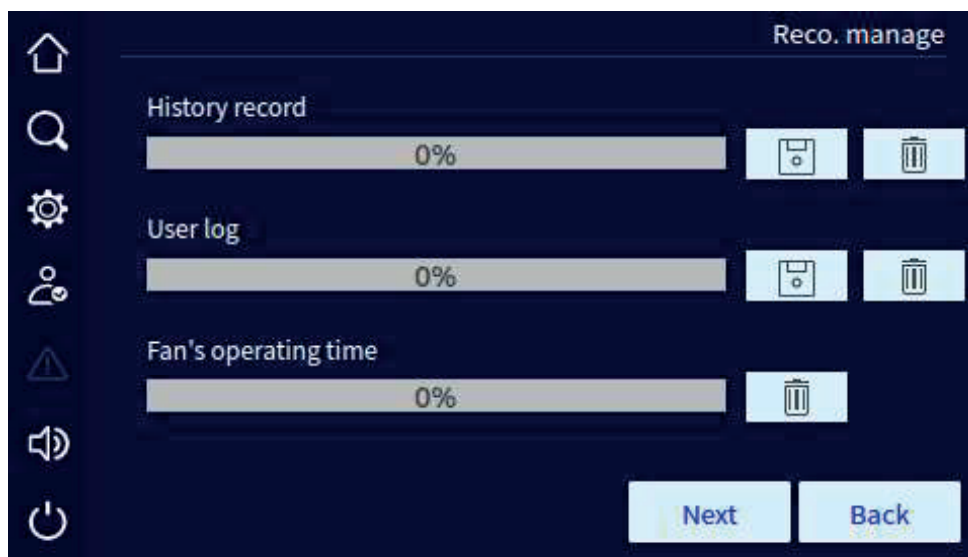 Reco. manage
History record
0%
User log
0%
Fan's operating time
0%
Next Back